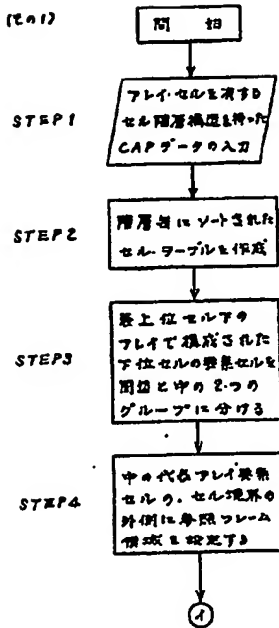 (その1)
開 始
STEP1
アレイ・セルを有する
セル階層構造を持った
CAPデータの入力
STEP2
階層毎にソートされた
セル・テーブルを作成
STEP3
最上位セル下の
アレイで構成された
下位セルの要素セルを
周辺と中の2つの
グループに分ける
STEP4
中の代表アレイ要素
セルの、セル境界の
外側に参照フレーム
領域を設定する
イ